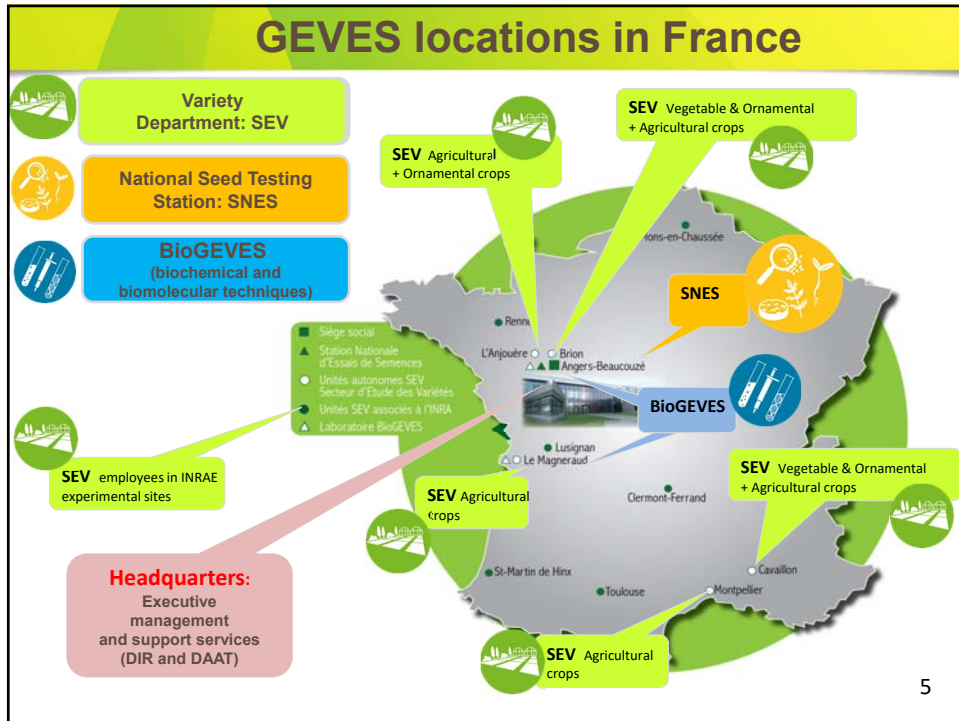 GEVES locations in France
Variety
Department: SEV
National Seed Testing
Station: SNES
BioGEVES
(biochemical and
biomolecular techniques)
SEV Agricultural
+ Ornamental crops
SEV Vegetable & Ornamental
+ Agricultural crops
ons-en-Chaussée
SNES
Renne
L'Anjouère
Brion
Angers-Beaucouzé
Siège social
Station Nationale
d'Essais de Semences
Unités autonomes SEV
Secteur d'Etude des Variétés
Unités SEV associés à l'INRA
Laboratoire BioGEVES
BioGEVES
Lusignan
Le Magneraud
Clermont-Ferrand
SEV employees in INRAE
experimental sites
SEV Agricultural
crops
SEV Vegetable & Ornamental
+ Agricultural crops
Headquarters:
Executive
management
and support services
(DIR and DAAT)
St-Martin de Hinx
Toulouse
Cavaillon
Montpellier
SEV Agricultural
crops
5